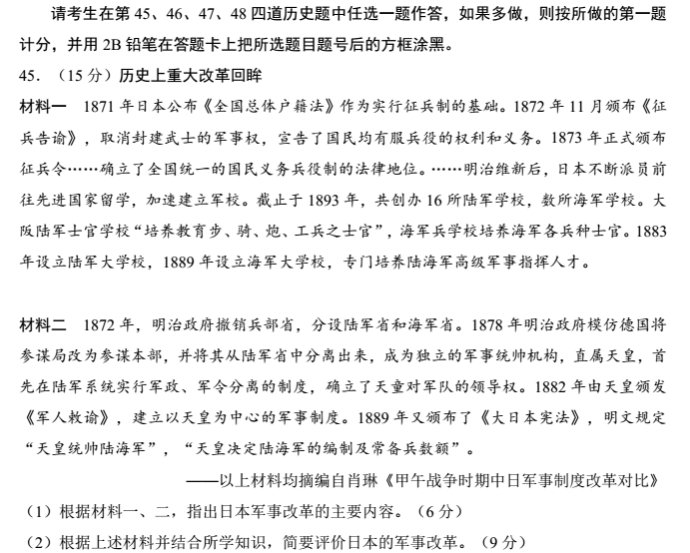 请考生在第 45、46、47、48 四道历史题中任选一题作答，如果多做，则按所做的第一题
计分，并用 2B 铅笔在答题卡上把所选题目题号后的方框涂黑。
45．（15 分）历史上重大改革回眸
材料一　1871 年日本公布《全国总体户籍法》作为实行征兵制的基础。1872 年 11 月颁布《征
兵告谕》，取消封建武士的军事权，宣告了国民均有服兵役的权利和义务。1873 年正式颁布
征兵令……确立了全国统一的国民义务兵役制的法律地位。……明治维新后，日本不断派员前
往先进国家留学，加速建立军校。截止于 1893 年，共创办 16 所陆军学校，数所海军学校。大
阪陆军士官学校“培养教育步、骑、炮、工兵之士官”，海军兵学校培养海军各兵种士官。1883
年设立陆军大学校，1889 年设立海军大学校，专门培养陆海军高级军事指挥人才。
材料二　1872 年，明治政府撤销兵部省，分设陆军省和海军省。1878 年明治政府模仿德国将
参谋局改为参谋本部，并将其从陆军省中分离出来，成为独立的军事统帅机构，直属天皇，首
先在陆军系统实行军政、军令分离的制度，确立了天童对军队的领导权。1882 年由天皇颁发
《军人敕谕》，建立以天皇为中心的军事制度。1889 年又颁布了《大日本宪法》，明文规定
“天皇统帅陆海军”，“天皇决定陆海军的编制及常备兵数额”。
——以上材料均摘编自肖琳《甲午战争时期中日军事制度改革对比》
（1）根据材料一、二，指出日本军事改革的主要内容。（6 分）
（2）根据上述材料并结合所学知识，简要评价日本的军事改革。（9 分）